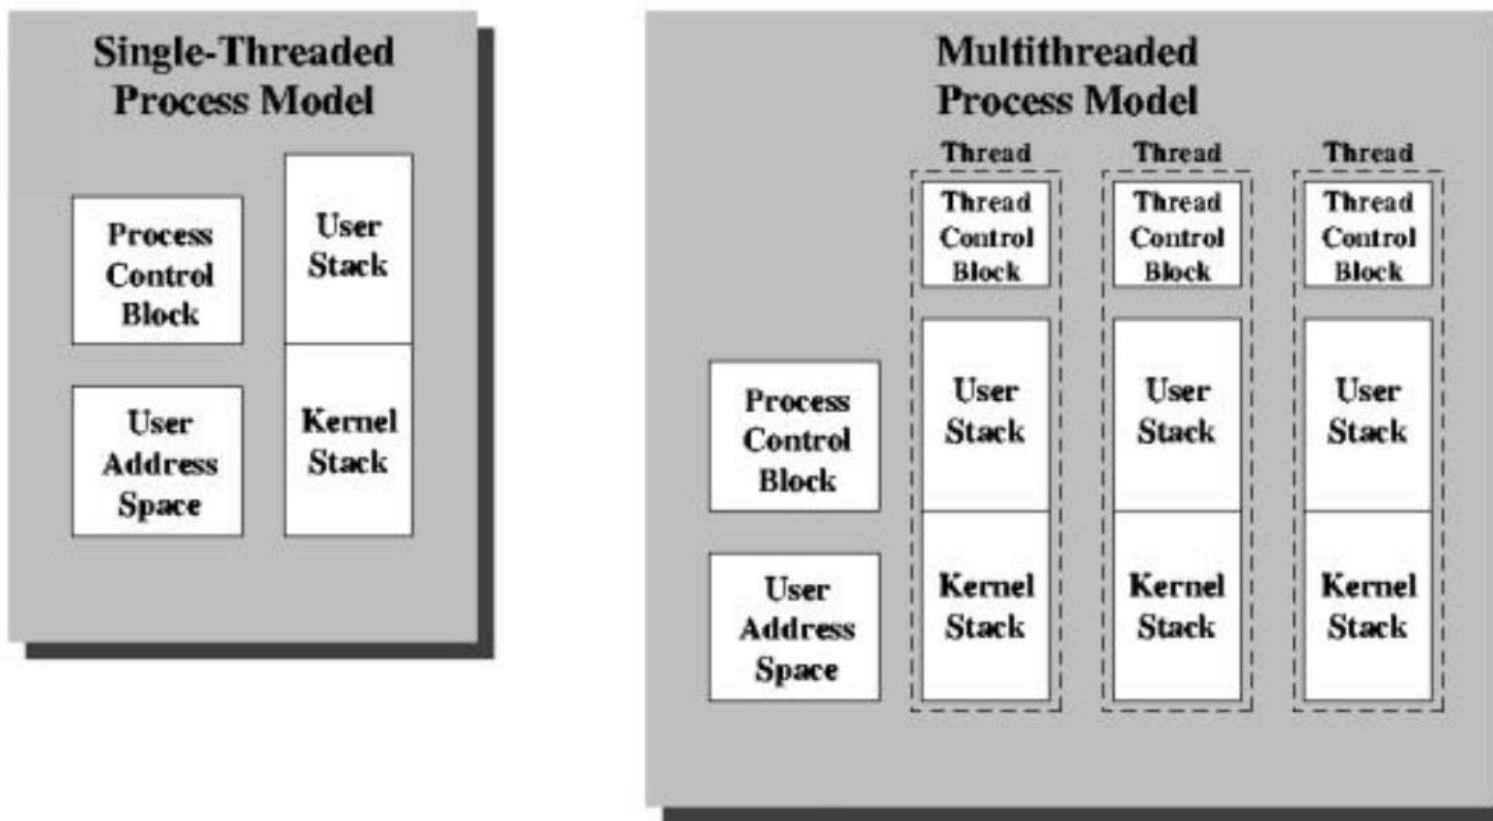 Single-Threaded
Process Model
Process
Control
Block
User
Stack
User
Address
Space
Kernel
Stack
Multithreaded
Process Model
Thread
Thread
Control
Block
User
Stack
Kernel
Stack
Thread
Thread
Control
Block
User
Stack
Kernel
Stack
Thread
Thread
Control
Block
User
Stack
Kernel
Stack
Process
Control
Block
User
Address
Space